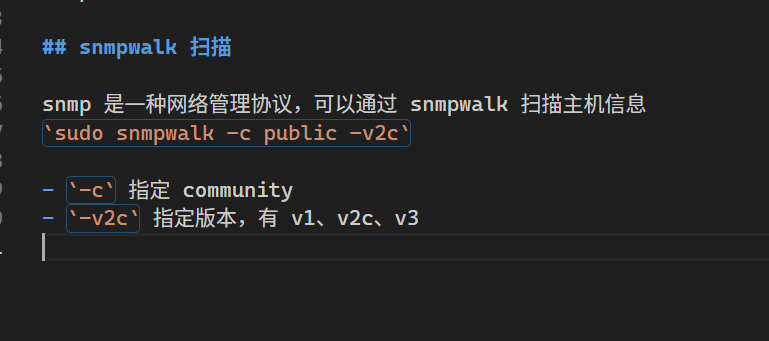 ## snmpwalk 扫描
snmp 是一种网络管理协议，可以通过 snmpwalk 扫描主机信息
`sudo snmpwalk -c public -v2c`
- `-c` 指定 community
- `-v2c` 指定版本，有 v1、v2c、v3